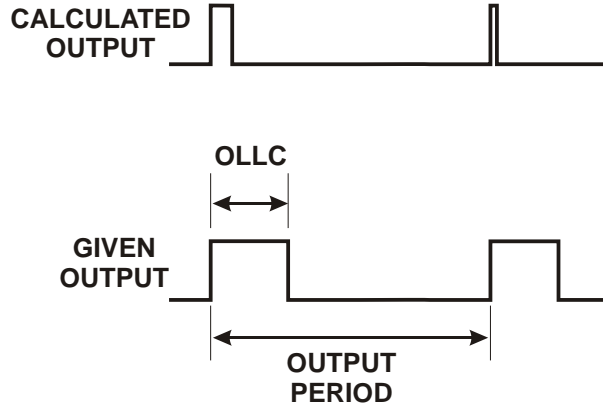 CALCULATED
OUTPUT
OLLC
GIVEN
OUTPUT
OUTPUT
PERIOD